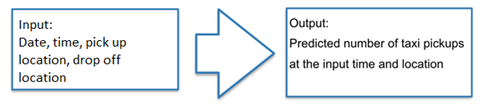 Input:
Date, time, pick up
location, drop off
location
Output:
Predicted number of taxi pickups
at the input time and location